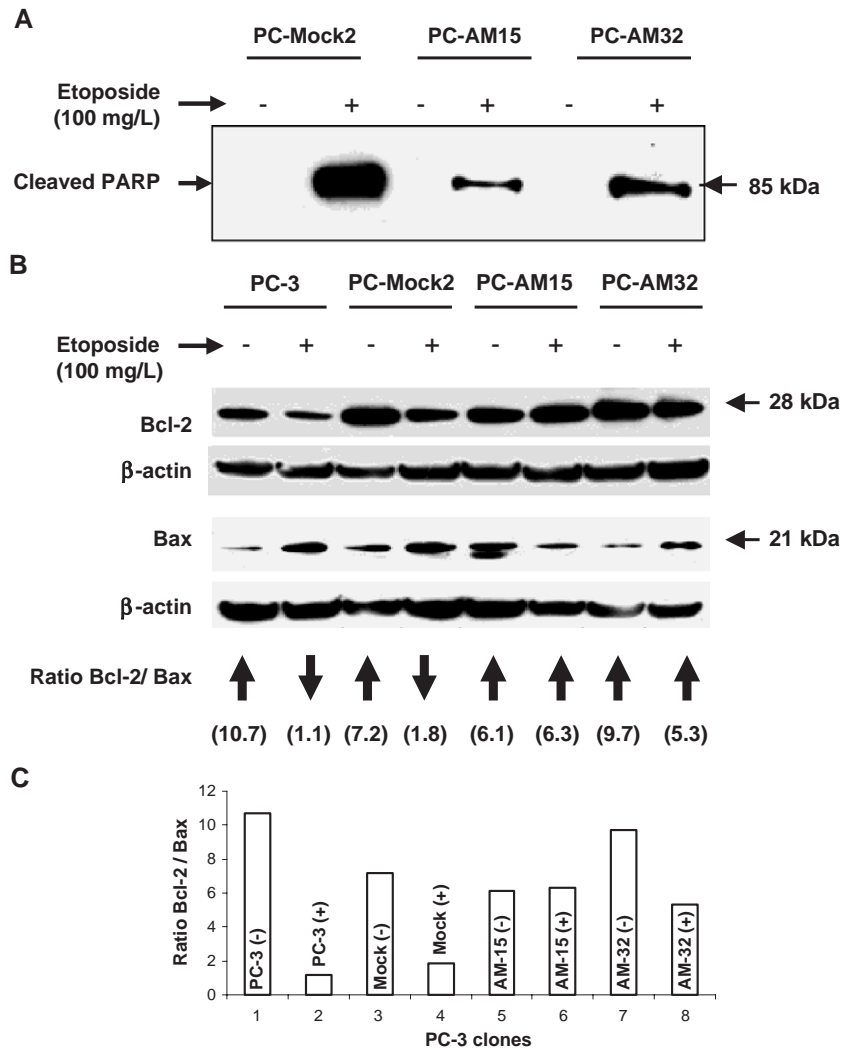 A
PC-Mock2 PC-AM15 PC-AM32
Etoposide
(100 mg/L)
- + - + - +
Cleaved PARP
85 kDa
B
PC-3 PC-Mock2 PC-AM15 PC-AM32
Etoposide
(100 mg/L)
- + - + - + - +
28 kDa
Bcl-2
β-actin
Bax
21 kDa
β-actin
Ratio Bcl-2/ Bax
(10.7) (1.1) (7.2) (1.8) (6.1) (6.3) (9.7) (5.3)
C
Ratio Bcl-2 / Bax
12
10
8
6
4
2
0
PC-3 (-)
PC-3 (+)
Mock (-)
Mock (+)
AM-15 (-)
AM-15 (+)
AM-32 (-)
AM-32 (+)
1 2 3 4 5 6 7 8
PC-3 clones